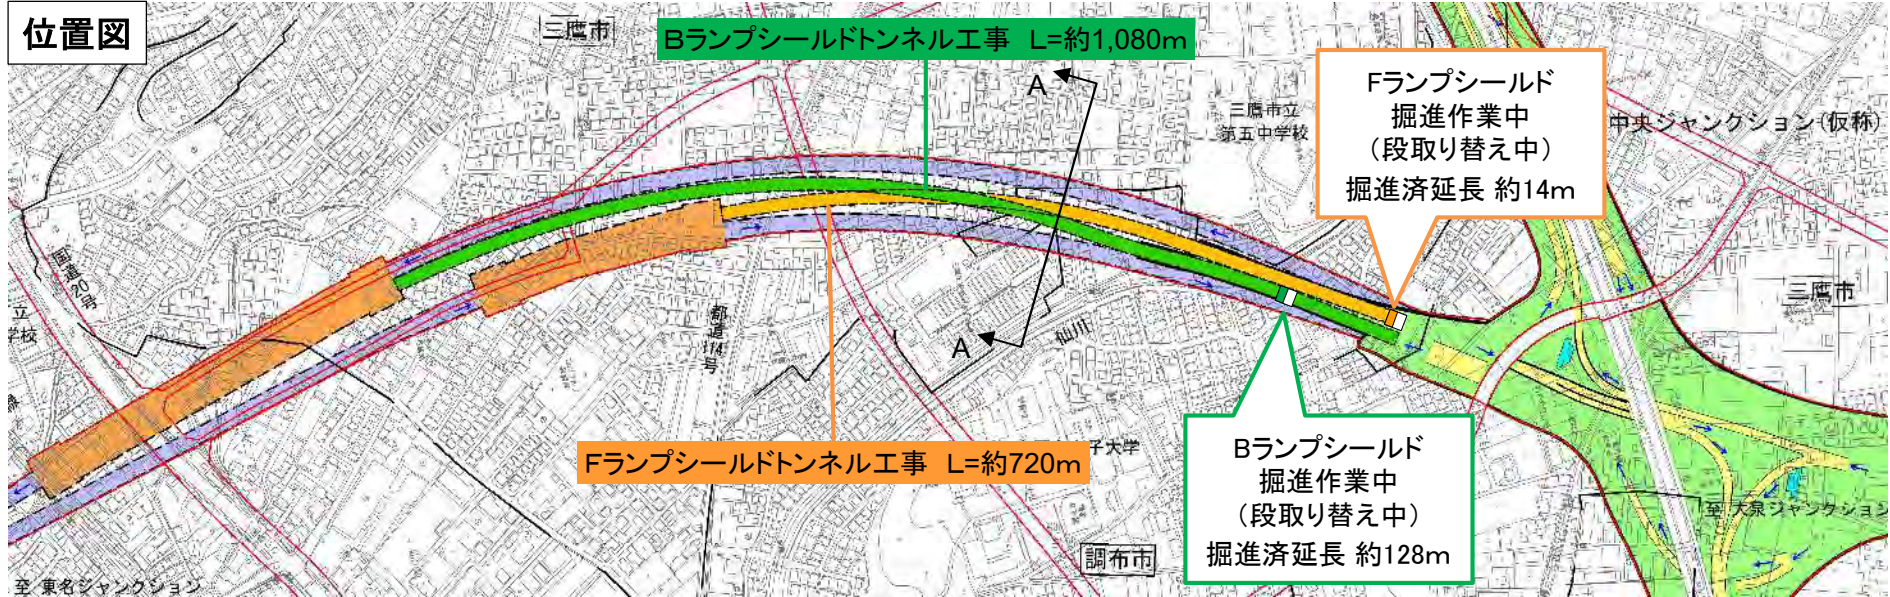 位置図
三鷹市
Bランプシールドトンネル工事 L=約1,080m
A
三鷹市立
第五中学校
Fランプシールド
掘進作業中
(段取り替え中)
掘進済延長 約14m
中央ジャンクション(仮称)
三鷹市
国道20号
都道114号
仙川
A
Fランプシールドトンネル工事 L=約720m
子大学
Bランプシールド
掘進作業中
(段取り替え中)
掘進済延長 約128m
至 大泉ジャンクション
調布市
至 東名ジャンクション
立
学校